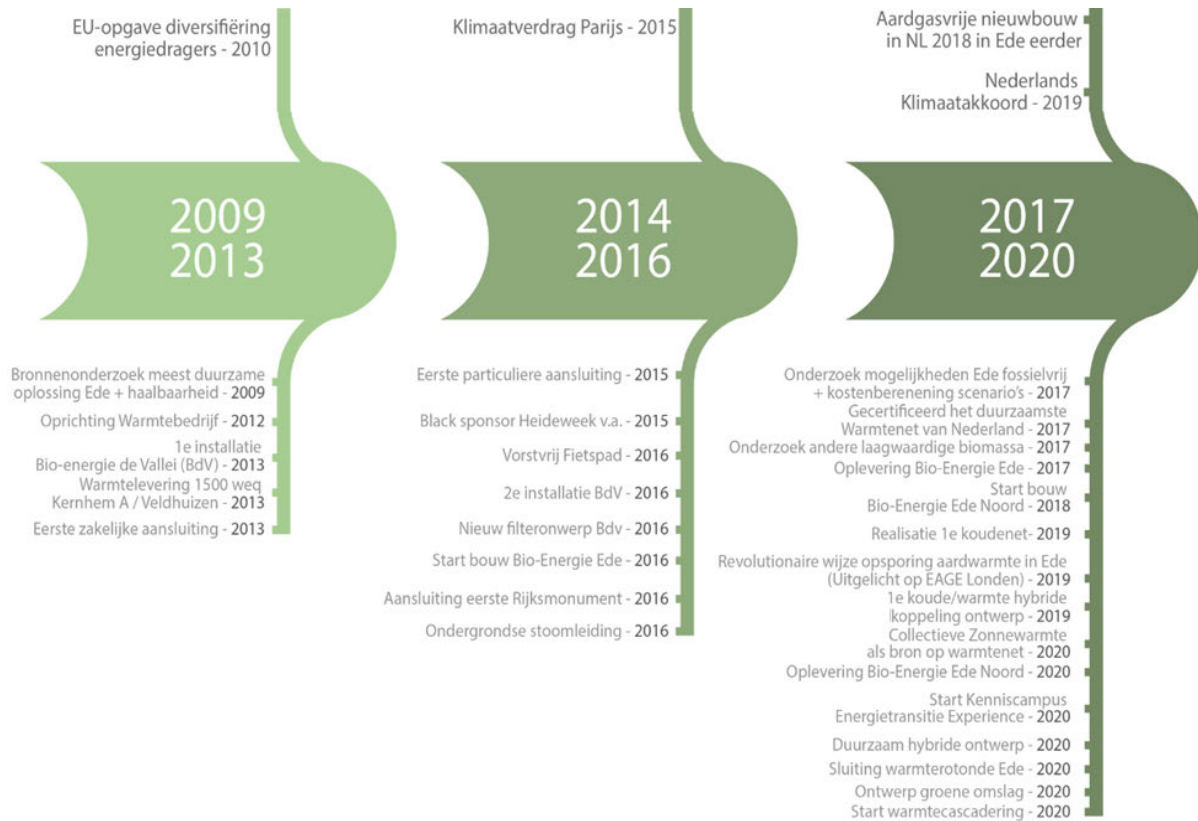 EU-opgave diversifiëring
energiedragers - 2010
2009
2013
Bronnenonderzoek meest duurzame
oplossing Ede + haalbaarheid - 2009
Oprichting Warmtebedrijf - 2012
1e installatie
Bio-energie de Vallei (BdV) - 2013
Warmtelevering 1500 weq
Kernhem A / Veldhuizen - 2013
Eerste zakelijke aansluiting - 2013
Klimaatverdrag Parijs - 2015
2014
2016
Eerste particuliere aansluiting - 2015
Black sponsor Heideweek v.a. - 2015
Vorstvrij Fietspad - 2016
2e installatie BdV - 2016
Nieuw filteronwerp Bdv - 2016
Start bouw Bio-Energie Ede - 2016
Aansluiting eerste Rijksmonument - 2016
Ondergrondse stoomleiding - 2016
Aardgasvrije nieuwbouw
in NL 2018 in Ede eerder
Nederlands
Klimaatakkoord - 2019
2017
2020
Onderzoek mogelijkheden Ede fossielvrij
+ kostenberenening scenario's - 2017
Gecertificeerd het duurzaamste
Warmtenet van Nederland - 2017
Onderzoek andere laagwaardige biomassa - 2017
Oplevering Bio-Energie Ede - 2017
Start bouw
Bio-Energie Ede Noord - 2018
Realisatie 1e koudenet- 2019
Revolutionaire wijze opsporing aardwarmte in Ede
(Uitgelicht op EAGE Londen) - 2019
1e koude/warmte hybride
koppeling ontwerp - 2019
Collectieve Zonnewarmte
als bron op warmtenet - 2020
Oplevering Bio-Energie Ede Noord - 2020
Start Kenniscampus
Energietransitie Experience - 2020
Duurzaam hybride ontwerp - 2020
Sluiting warmterotonde Ede - 2020
Ontwerp groene omslag - 2020
Start warmtecascadering - 2020